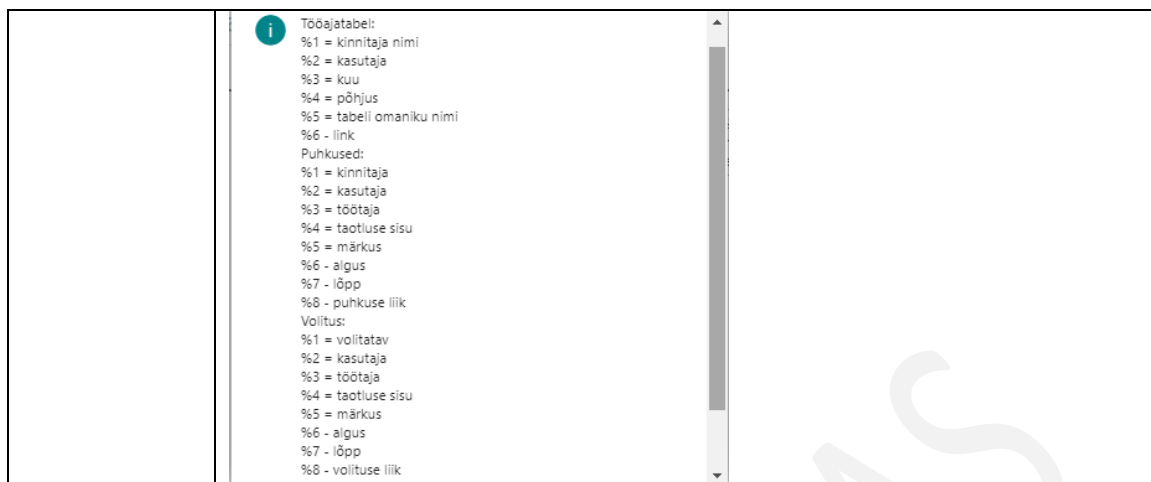 Tööajatabel:
%1 = kinnitaja nimi
%2 = kasutaja
%3 = kuu
%4 = põhjus
%5 = tabeli omaniku nimi
%6 - link
Puhkused:
%1 = kinnitaja
%2 = kasutaja
%3 = töötaja
%4 = taotluse sisu
%5 = märkus
%6 - algus
%7 - lõpp
%8 - puhkuse liik
Volitus:
%1 = volitatav
%2 = kasutaja
%3 = töötaja
%4 = taotluse sisu
%5 = märkus
%6 - algus
%7 - lõpp
%8 - volituse liik